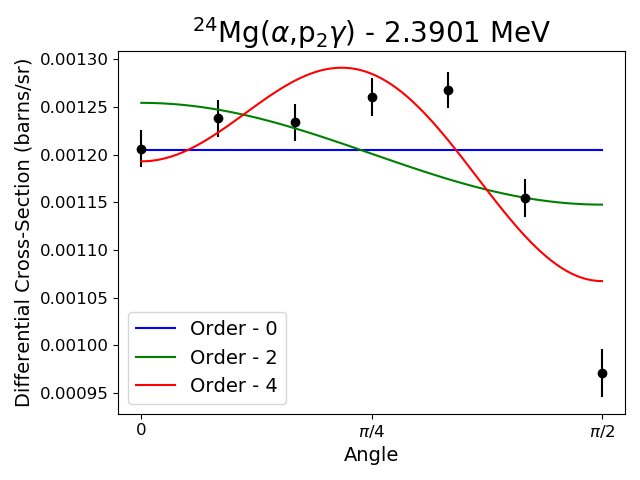 ²⁴Mg(α,p₂γ) - 2.3901 MeV
Differential Cross-Section (barns/sr)
0.00130
0.00125
0.00120
0.00115
0.00110
0.00105
0.00100
0.00095
Order - 0
Order - 2
Order - 4
0 π/4 π/2
Angle